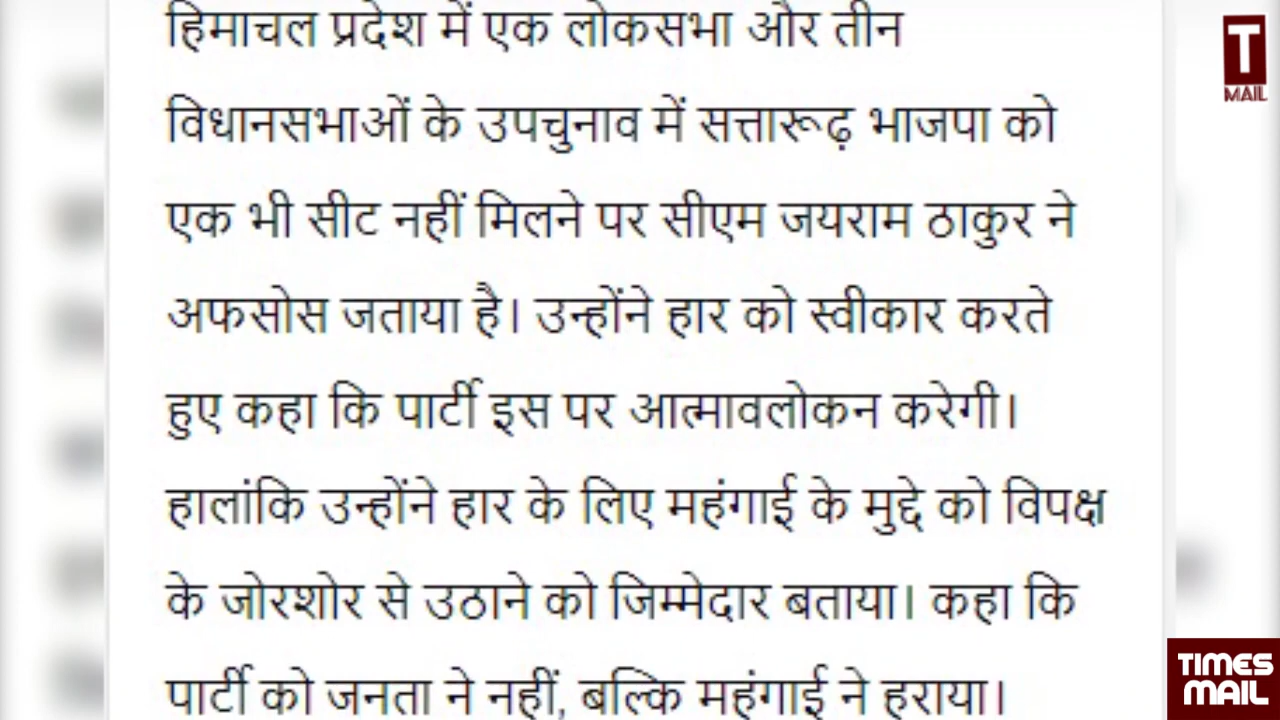 हिमाचल प्रदेश में एक लोकसभा और तीन
विधानसभाओं के उपचुनाव में सत्तारूढ़ भाजपा को
एक भी सीट नहीं मिलने पर सीएम जयराम ठाकुर ने
अफसोस जताया है। उन्होंने हार को स्वीकार करते
हुए कहा कि पार्टी इस पर आत्मावलोकन करेगी।
हालांकि उन्होंने हार के लिए महंगाई के मुद्दे को विपक्ष
के जोरशोर से उठाने को जिम्मेदार बताया। कहा कि
पार्टी को जनता ने नहीं, बल्कि महंगाई ने हराया।
T
MAIL
TIMES
MAIL